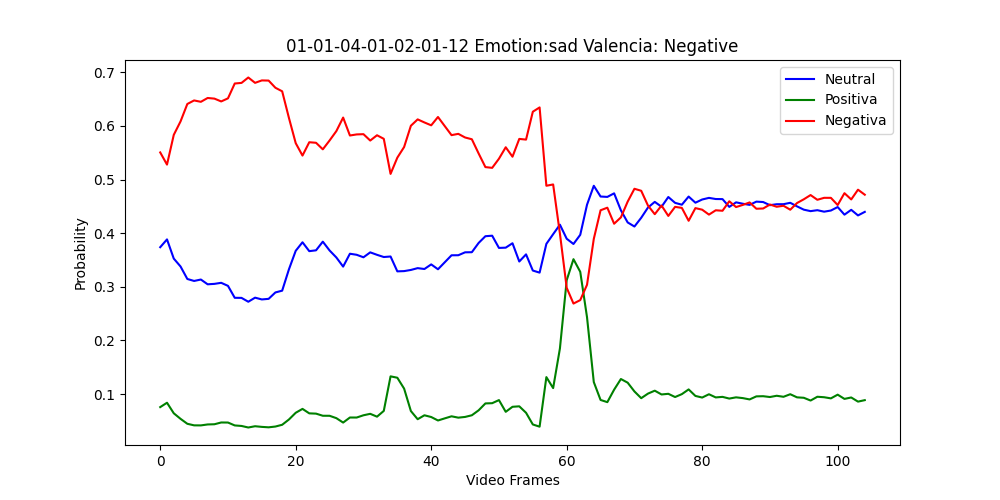 01-01-04-01-02-01-12 Emotion:sad Valencia: Negative
Neutral
Positiva
Negativa
Probability
0.7
0.6
0.5
0.4
0.3
0.2
0.1
0 20 40 60 80 100
Video Frames